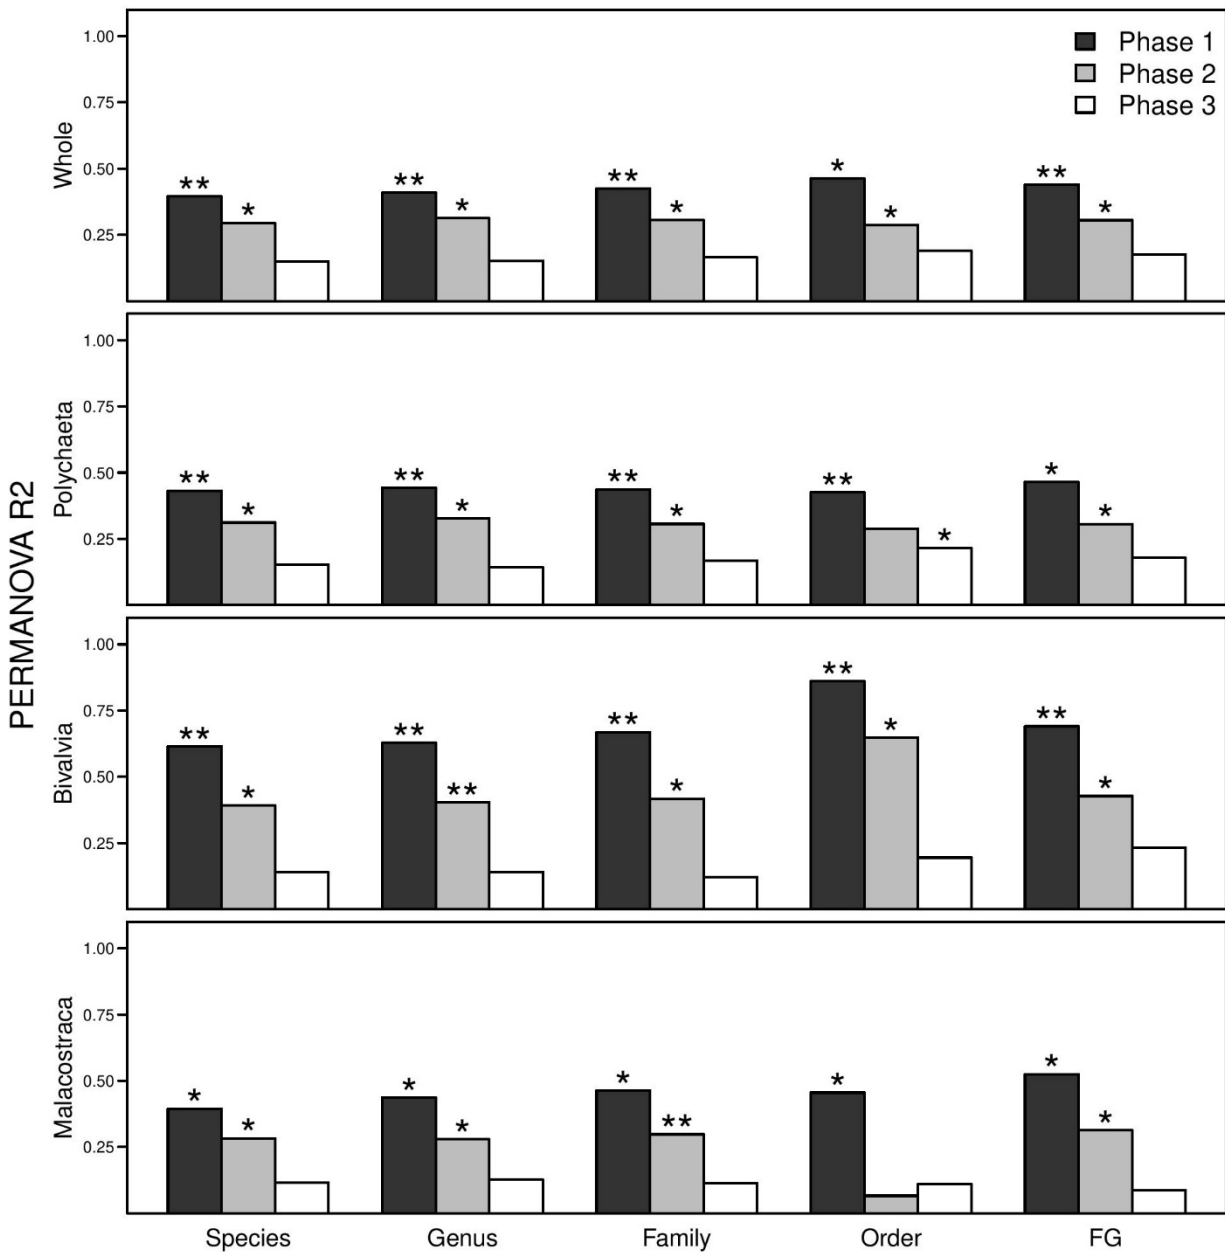 PERMANOVA R2
Whole
1.00
0.75
0.50
0.25
Phase 1
Phase 2
Phase 3
** * ** * ** * * * ** *
Polychaeta
1.00
0.75
0.50
0.25
** * ** * ** * ** * * *
Bivalvia
1.00
0.75
0.50
0.25
** * ** ** ** * ** * ** *
Malacostraca
1.00
0.75
0.50
0.25
* * * * * ** * * *
Species Genus Family Order FG